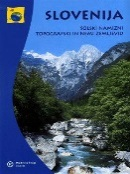 SLOVENIJA
ŠOLSKI NAMIZNI
TOPOGRAFSKI IN NEMI ZEMLJEVID